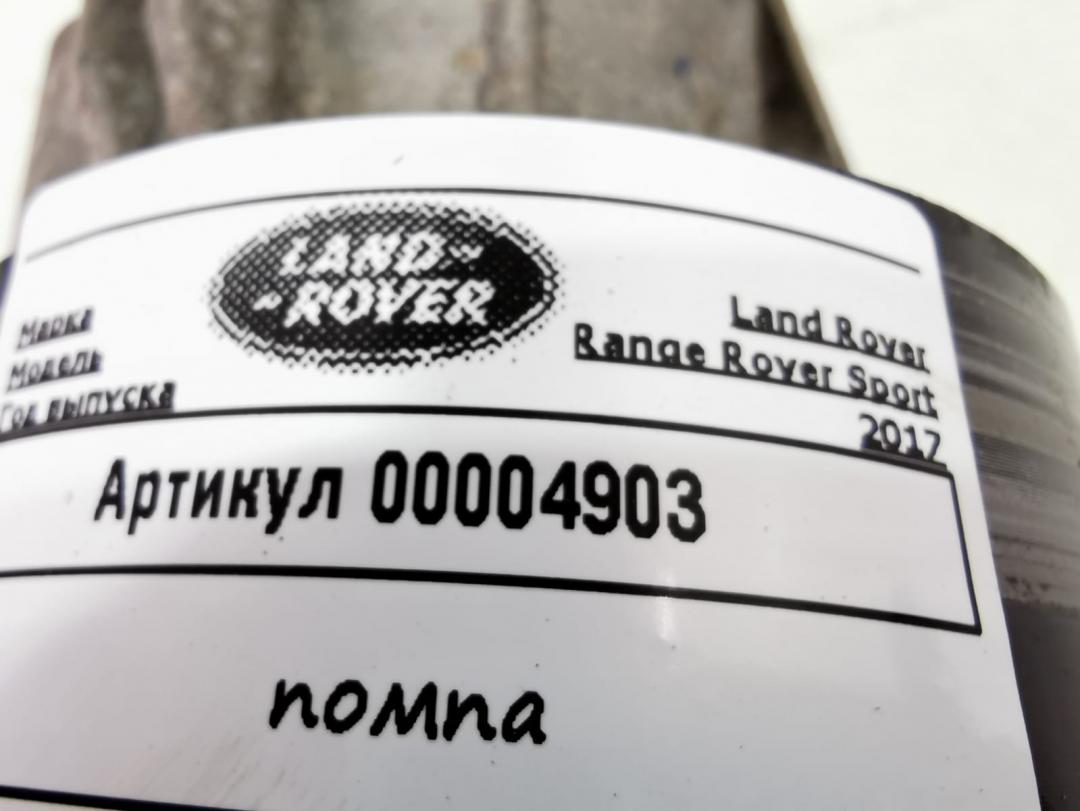 LAND
ROVER
Марка Land Rover
Модель Range Rover Sport
Год выпуска 2017
Артикул 00004903
помпа